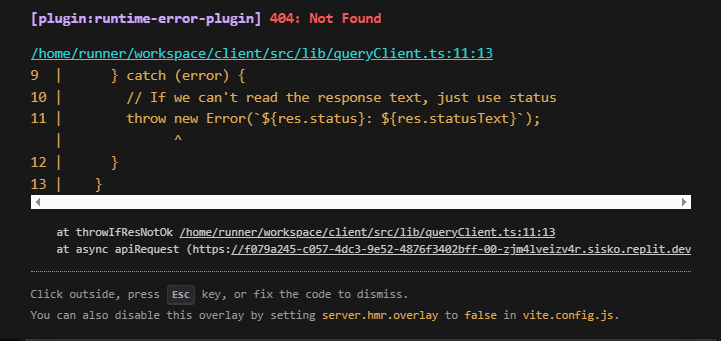 [plugin:runtime-error-plugin] 404: Not Found
/home/runner/workspace/client/src/lib/queryClient.ts:11:13
9  |      } catch (error) {
10 |        // If we can't read the response text, just use status
11 |        throw new Error(`${res.status}: ${res.statusText}`);
   |              ^
12 |      }
13 |    }
at throwIfResNotOk /home/runner/workspace/client/src/lib/queryClient.ts:11:13
at async apiRequest (https://f079a245-c057-4dc3-9e52-4876f3402bff-00-zjm4lveizv4r.sisko.replit.dev
Click outside, press Esc key, or fix the code to dismiss.
You can also disable this overlay by setting server.hmr.overlay to false in vite.config.js.